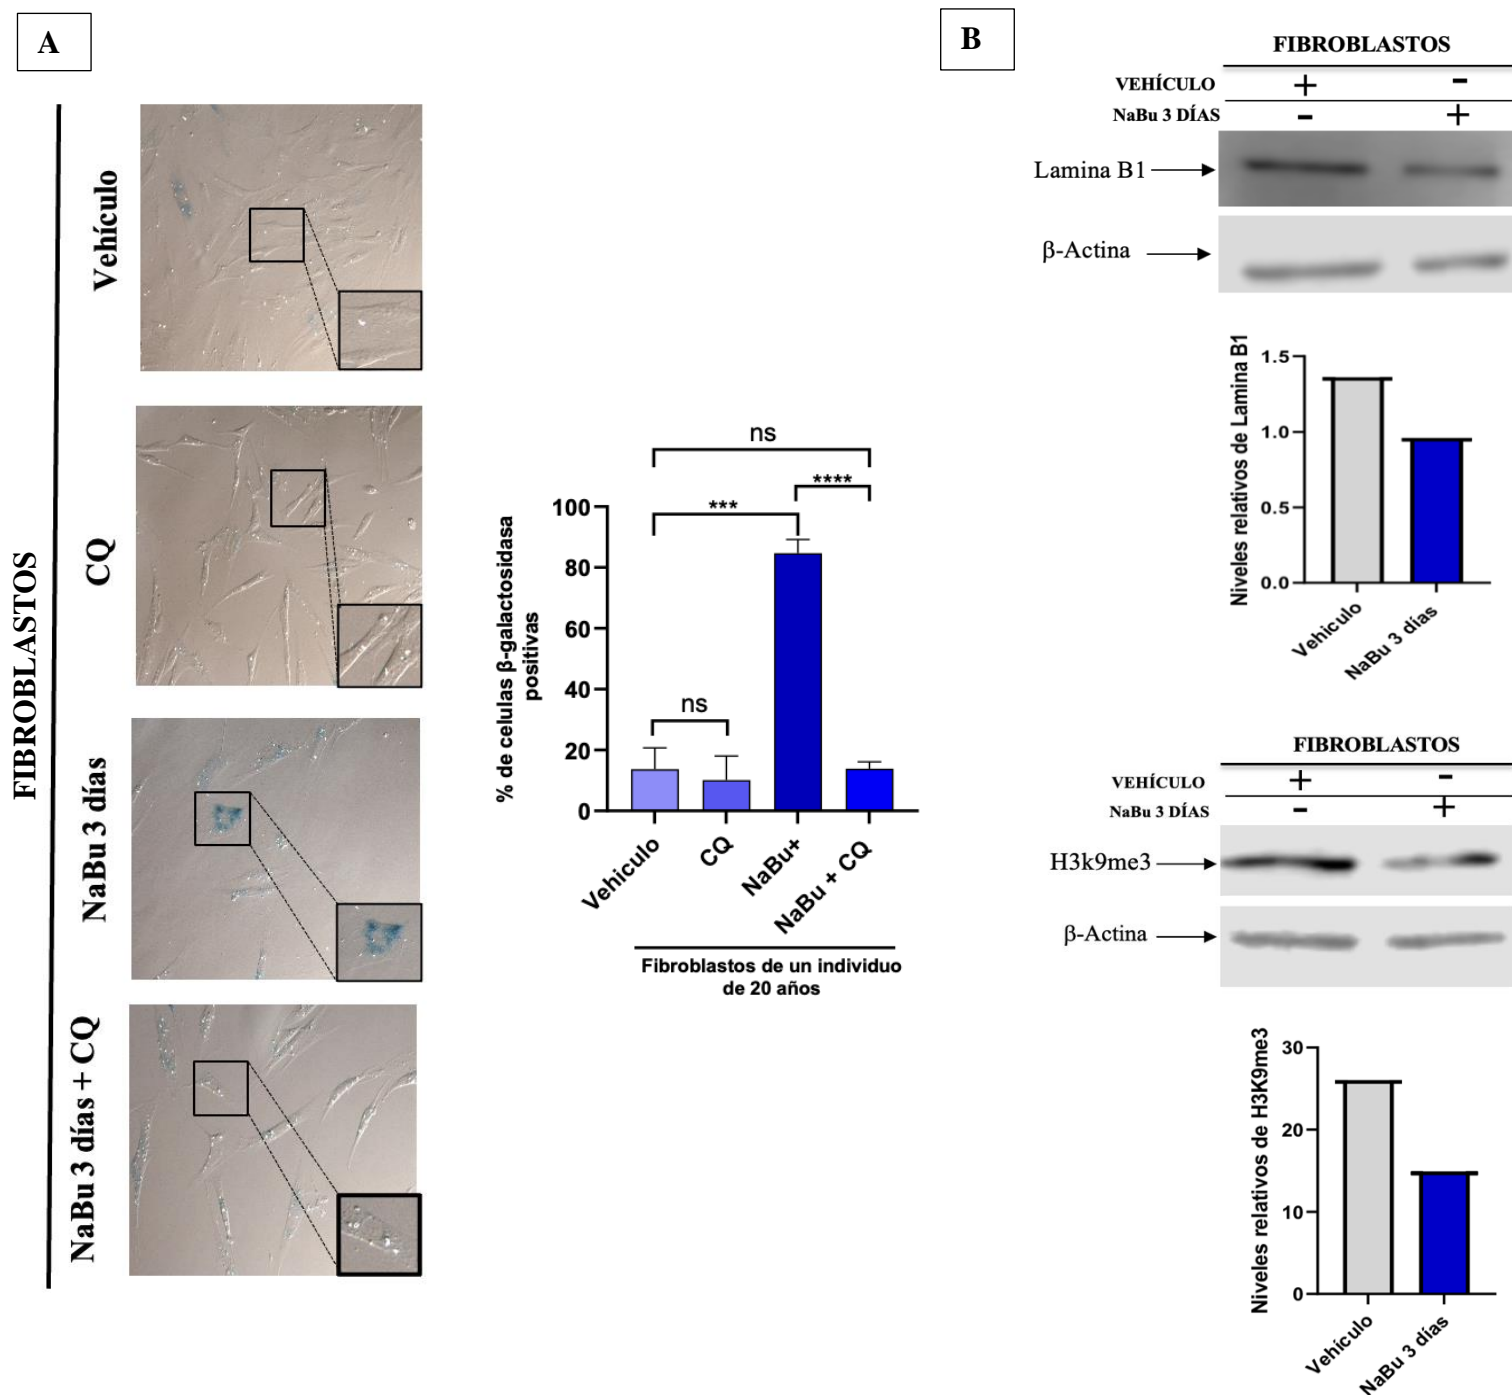 A
FIBROBLASTOS
Vehículo
CQ
NaBu 3 días
NaBu 3 días + CQ
% de celulas β-galactosidasa
positivas
ns
****
***
ns
100
80
60
40
20
0
Vehiculo
CQ
NaBu+
NaBu + CQ
Fibroblastos de un individuo
de 20 años
B
FIBROBLASTOS
VEHÍCULO + -
NaBu 3 DÍAS - +
Lamina B1
β-Actina
Niveles relativos de Lamina B1
1.5
1.0
0.5
0.0
Vehiculo
NaBu 3 días
FIBROBLASTOS
VEHÍCULO + -
NaBu 3 DÍAS - +
H3k9me3
β-Actina
Niveles relativos de H3K9me3
30
20
10
0
Vehículo
NaBu 3 días